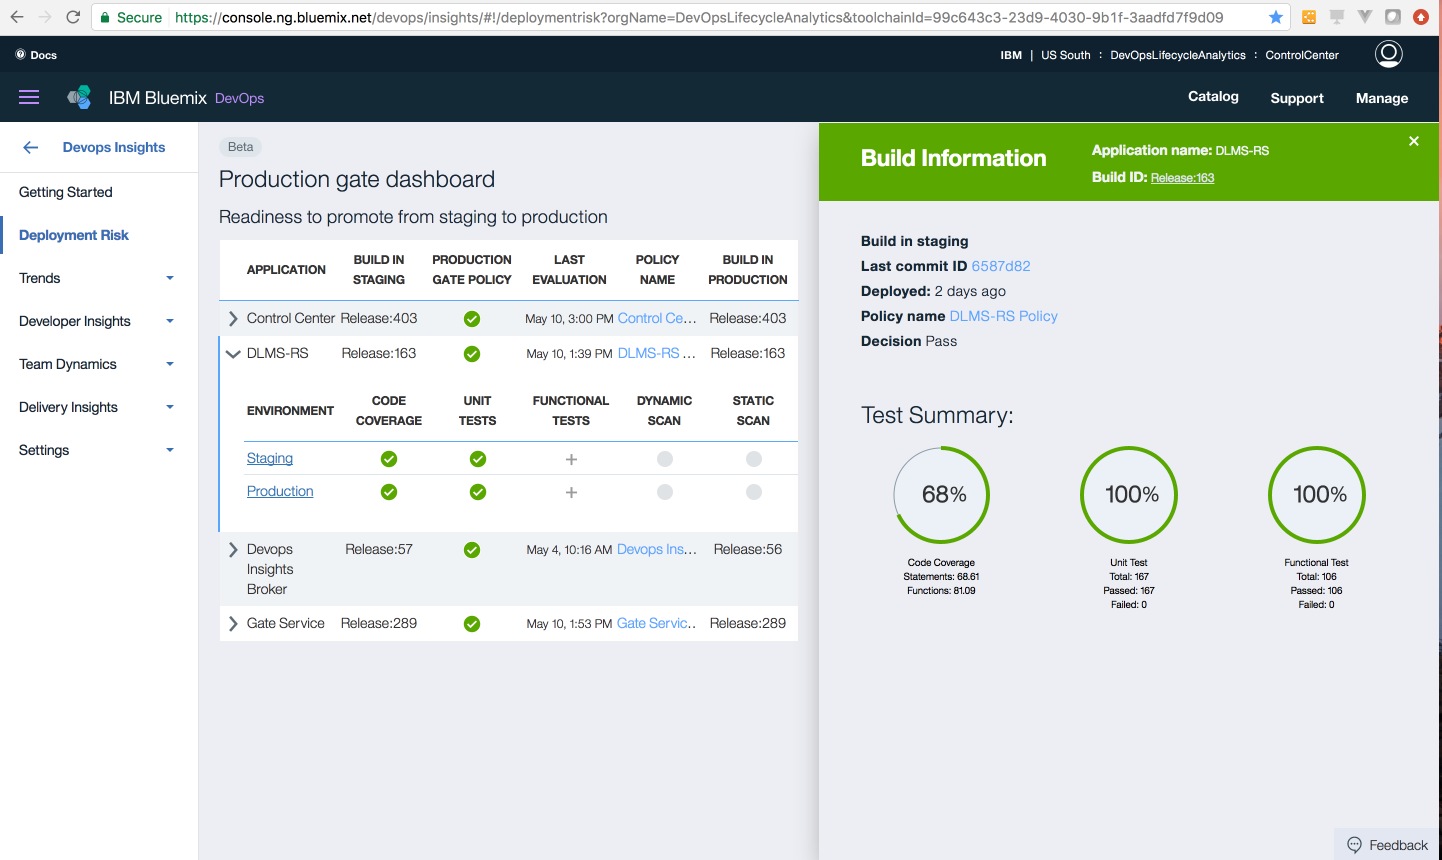 Secure https://console.ng.bluemix.net/devops/insights/#!/deploymentrisk?orgName=DevOpsLifecycleAnalytics&toolchainId=99c643c3-23d9-4030-9b1f-3aadfd7f9d09
Docs
IBM | US South : DevOpsLifecycleAnalytics : ControlCenter
IBM Bluemix DevOps
Catalog Support Manage
Devops Insights
Getting Started
Deployment Risk
Trends
Developer Insights
Team Dynamics
Delivery Insights
Settings
Beta
Production gate dashboard
Readiness to promote from staging to production
APPLICATION BUILD IN STAGING PRODUCTION GATE POLICY LAST EVALUATION POLICY NAME BUILD IN PRODUCTION
Control Center Release:403 May 10, 3:00 PM Control Ce... Release:403
DLMS-RS Release:163 May 10, 1:39 PM DLMS-RS ... Release:163
ENVIRONMENT CODE COVERAGE UNIT TESTS FUNCTIONAL TESTS DYNAMIC SCAN STATIC SCAN
Staging +
Production +
Devops Insights Broker Release:57 May 4, 10:16 AM Devops Ins... Release:56
Gate Service Release:289 May 10, 1:53 PM Gate Servic.. Release:289
Build Information
Application name: DLMS-RS
Build ID: Release:163
Build in staging
Last commit ID 6587d82
Deployed: 2 days ago
Policy name DLMS-RS Policy
Decision Pass
Test Summary:
68%
Code Coverage
Statements: 68.61
Functions: 81.09
100%
Unit Test
Total: 167
Passed: 167
Failed: 0
100%
Functional Test
Total: 106
Passed: 106
Failed: 0
Feedback